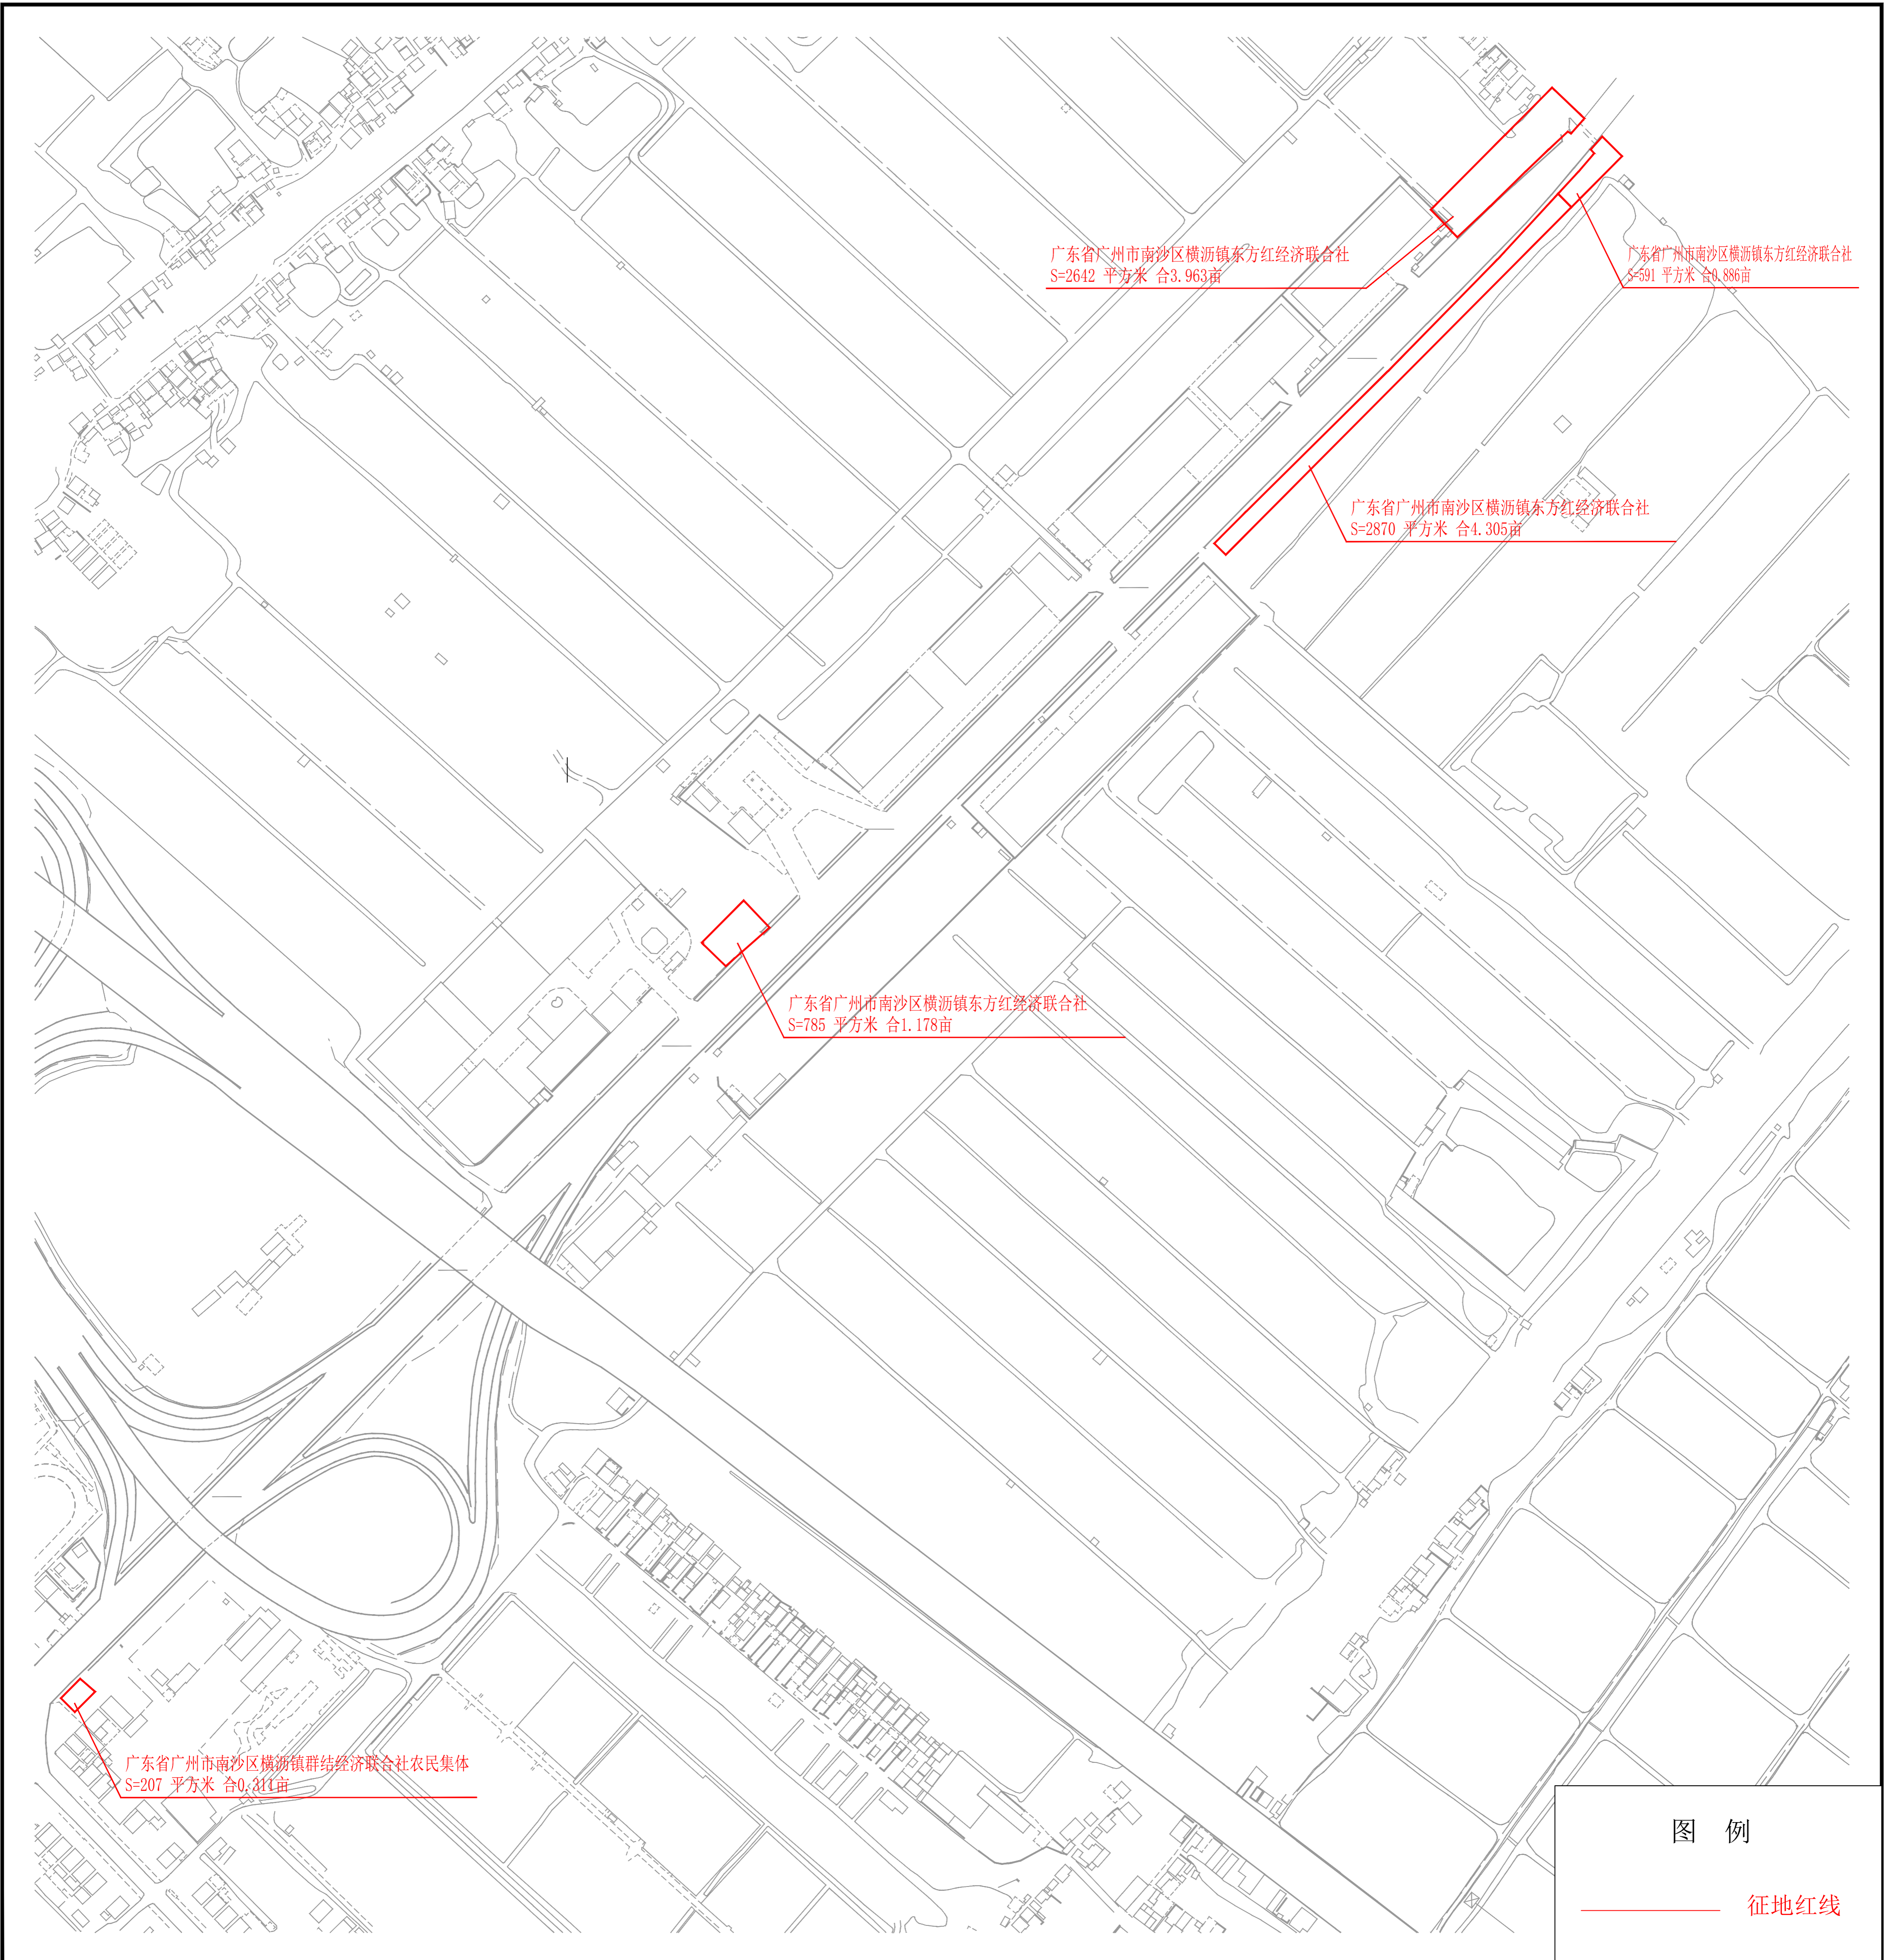 广东省广州市南沙区横沥镇东方红经济联合社
S=2642 平方米 合3.963亩
广东省广州市南沙区横沥镇东方红经济联合社
S=591 平方米 合0.886亩
广东省广州市南沙区横沥镇东方红经济联合社
S=2870 平方米 合4.305亩
广东省广州市南沙区横沥镇东方红经济联合社
S=785 平方米 合1.178亩
广东省广州市南沙区横沥镇群结经济联合社农民集体
S=207 平方米 合0.311亩
图 例
征地红线